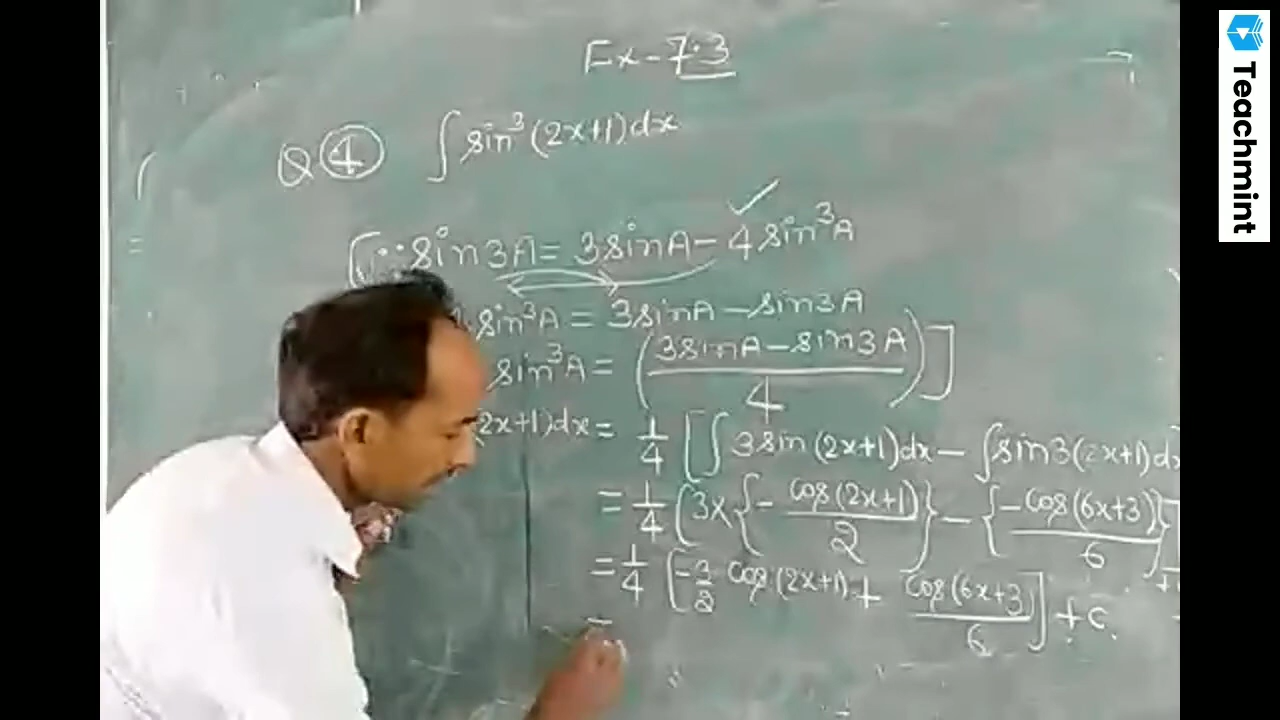 Ex-7.3
Q ④ ∫sin³(2x+1)dx
[∵ sin3A = 3sinA - 4sin³A
sin³A = 3sinA - sin3A
sin³A = (3sinA - sin3A / 4)]
(2x+1)dx = 1/4 [∫3sin(2x+1)dx - ∫sin3(2x+1)dx
= 1/4 [3x{- cos(2x+1)/2} - {-cos(6x+3)/6}]
= 1/4 [-3/2 cos(2x+1) + cos(6x+3)/6] + c.
=
Teachmint